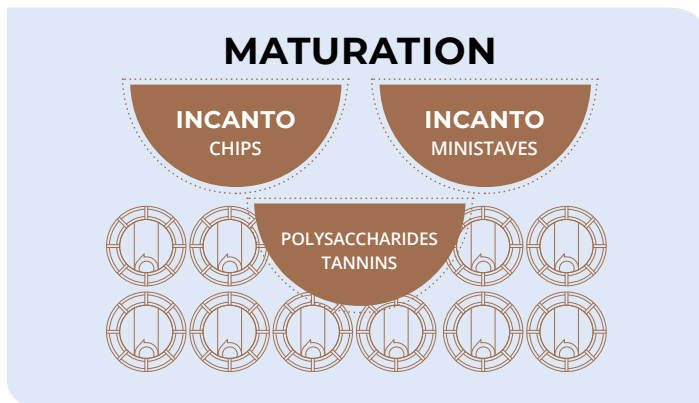 MATURATION
INCANTO
CHIPS
INCANTO
MINISTAVES
POLYSACCHARIDES
TANNINS